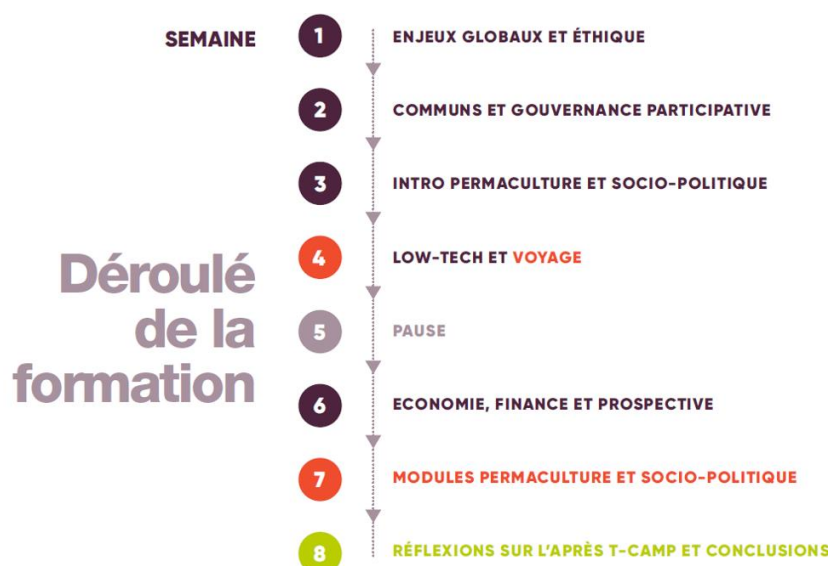 SEMAINE
1
ENJEUX GLOBAUX ET ÉTHIQUE
2
COMMUNS ET GOUVERNANCE PARTICIPATIVE
3
INTRO PERMACULTURE ET SOCIO-POLITIQUE
Déroulé
de la
formation
4
LOW-TECH ET VOYAGE
5
PAUSE
6
ECONOMIE, FINANCE ET PROSPECTIVE
7
MODULES PERMACULTURE ET SOCIO-POLITIQUE
8
RÉFLEXIONS SUR L'APRÈS T-CAMP ET CONCLUSIONS